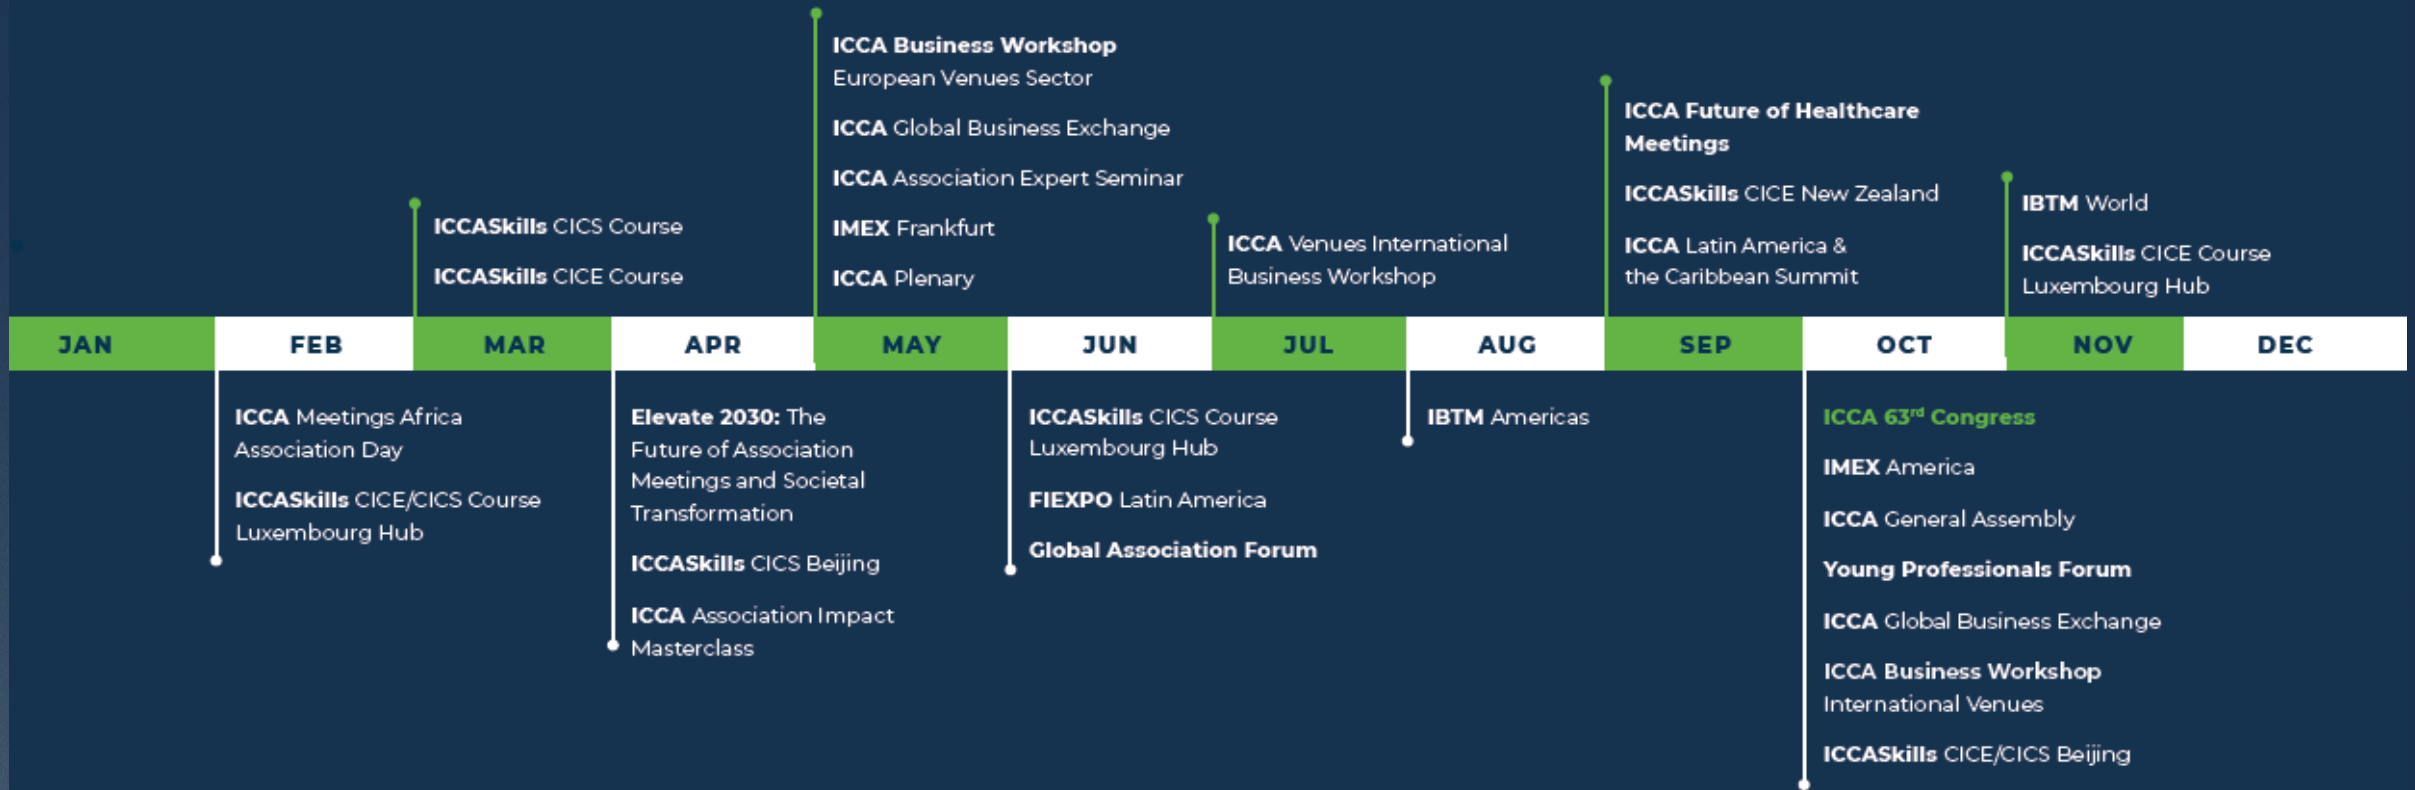 ICCA Business Workshop
European Venues Sector
ICCA Global Business Exchange
ICCA Association Expert Seminar
IMEX Frankfurt
ICCA Plenary
ICCASkills CICS Course
ICCASkills CICE Course
ICCA Venues International
Business Workshop
ICCA Future of Healthcare
Meetings
ICCASkills CICE New Zealand
ICCA Latin America &
the Caribbean Summit
IBTM World
ICCASkills CICE Course
Luxembourg Hub
JAN FEB MAR APR MAY JUN JUL AUG SEP OCT NOV DEC
ICCA Meetings Africa
Association Day
ICCASkills CICE/CICS Course
Luxembourg Hub
Elevate 2030: The
Future of Association
Meetings and Societal
Transformation
ICCASkills CICS Beijing
ICCA Association Impact
Masterclass
ICCASkills CICS Course
Luxembourg Hub
FIEXPO Latin America
Global Association Forum
IBTM Americas
ICCA 63rd Congress
IMEX America
ICCA General Assembly
Young Professionals Forum
ICCA Global Business Exchange
ICCA Business Workshop
International Venues
ICCASkills CICE/CICS Beijing